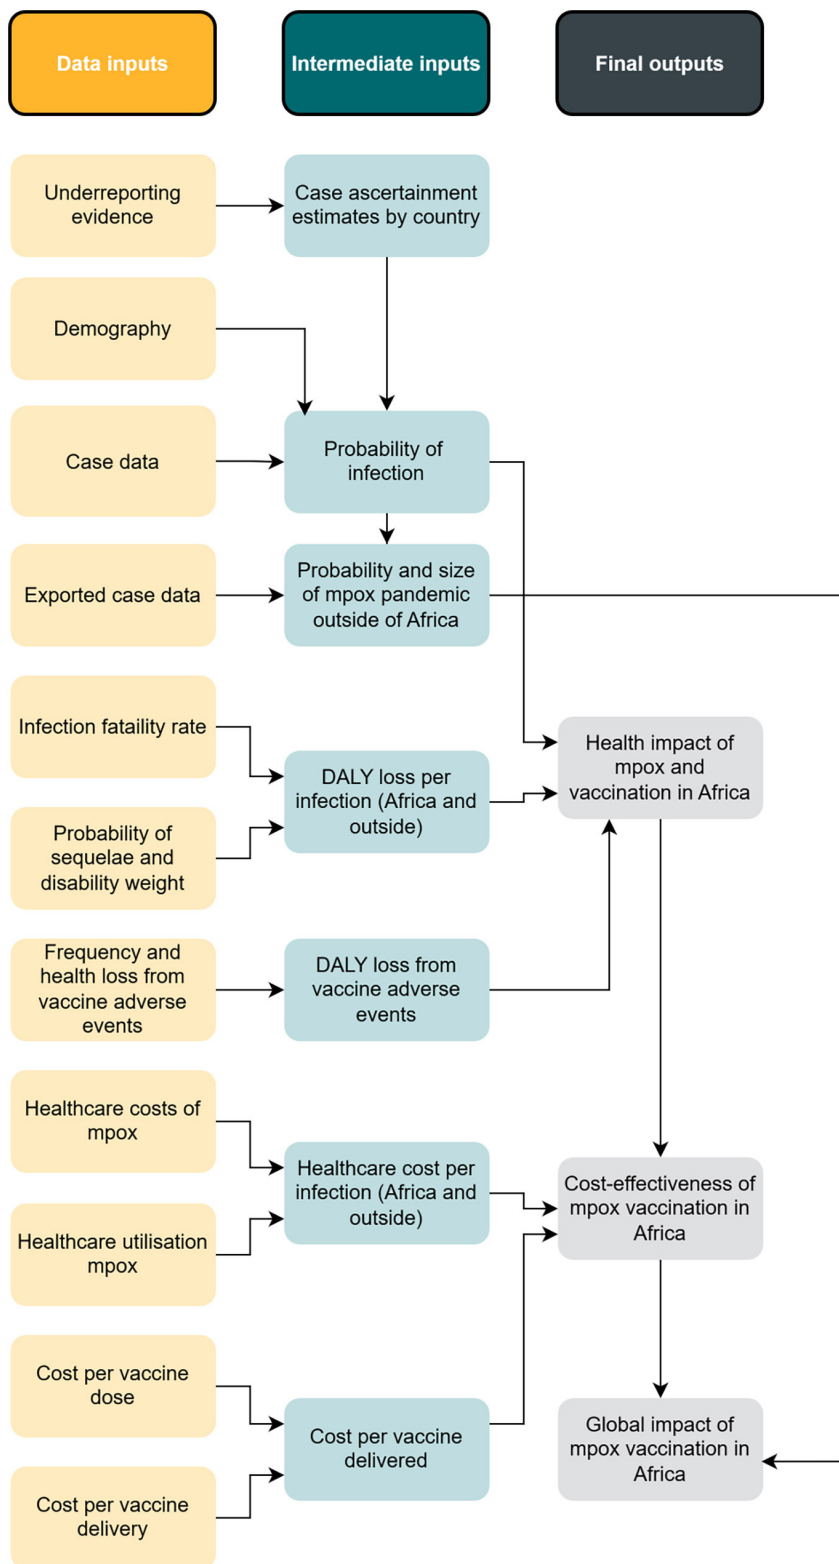 Data inputs
Intermediate inputs
Final outputs
Underreporting
evidence
Case ascertainment
estimates by country
Demography
Case data
Probability of
infection
Exported case data
Probability and size
of mpox pandemic
outside of Africa
Infection fataility rate
DALY loss per
infection (Africa and
outside)
Health impact of
mpox and
vaccination in Africa
Probability of
sequelae and
disability weight
Frequency and
health loss from
vaccine adverse
events
DALY loss from
vaccine adverse
events
Healthcare costs of
mpox
Healthcare cost per
infection (Africa and
outside)
Cost-effectiveness of
mpox vaccination in
Africa
Healthcare utilisation
mpox
Cost per vaccine
dose
Cost per vaccine
delivered
Global impact of
mpox vaccination in
Africa
Cost per vaccine
delivery